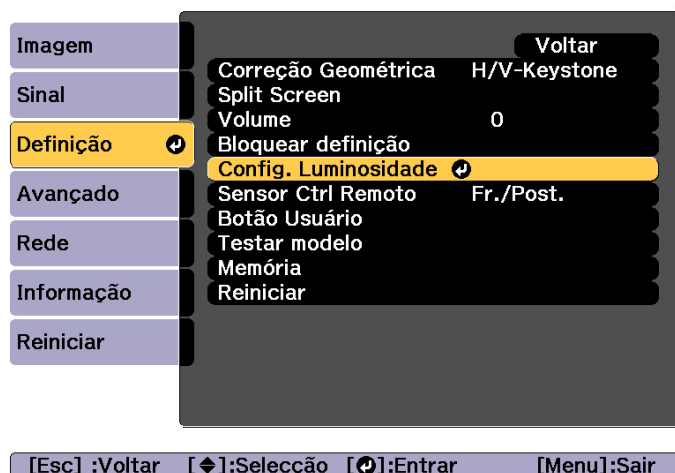 Imagem
Sinal
Definição
Avançado
Rede
Informação
Reiniciar
Voltar
Correção Geométrica H/V-Keystone
Split Screen
Volume 0
Bloquear definição
Config. Luminosidade
Sensor Ctrl Remoto Fr./Post.
Botão Usuário
Testar modelo
Memória
Reiniciar
[Esc] :Voltar [◆]:Selecção [⏎]:Entrar [Menu]:Sair